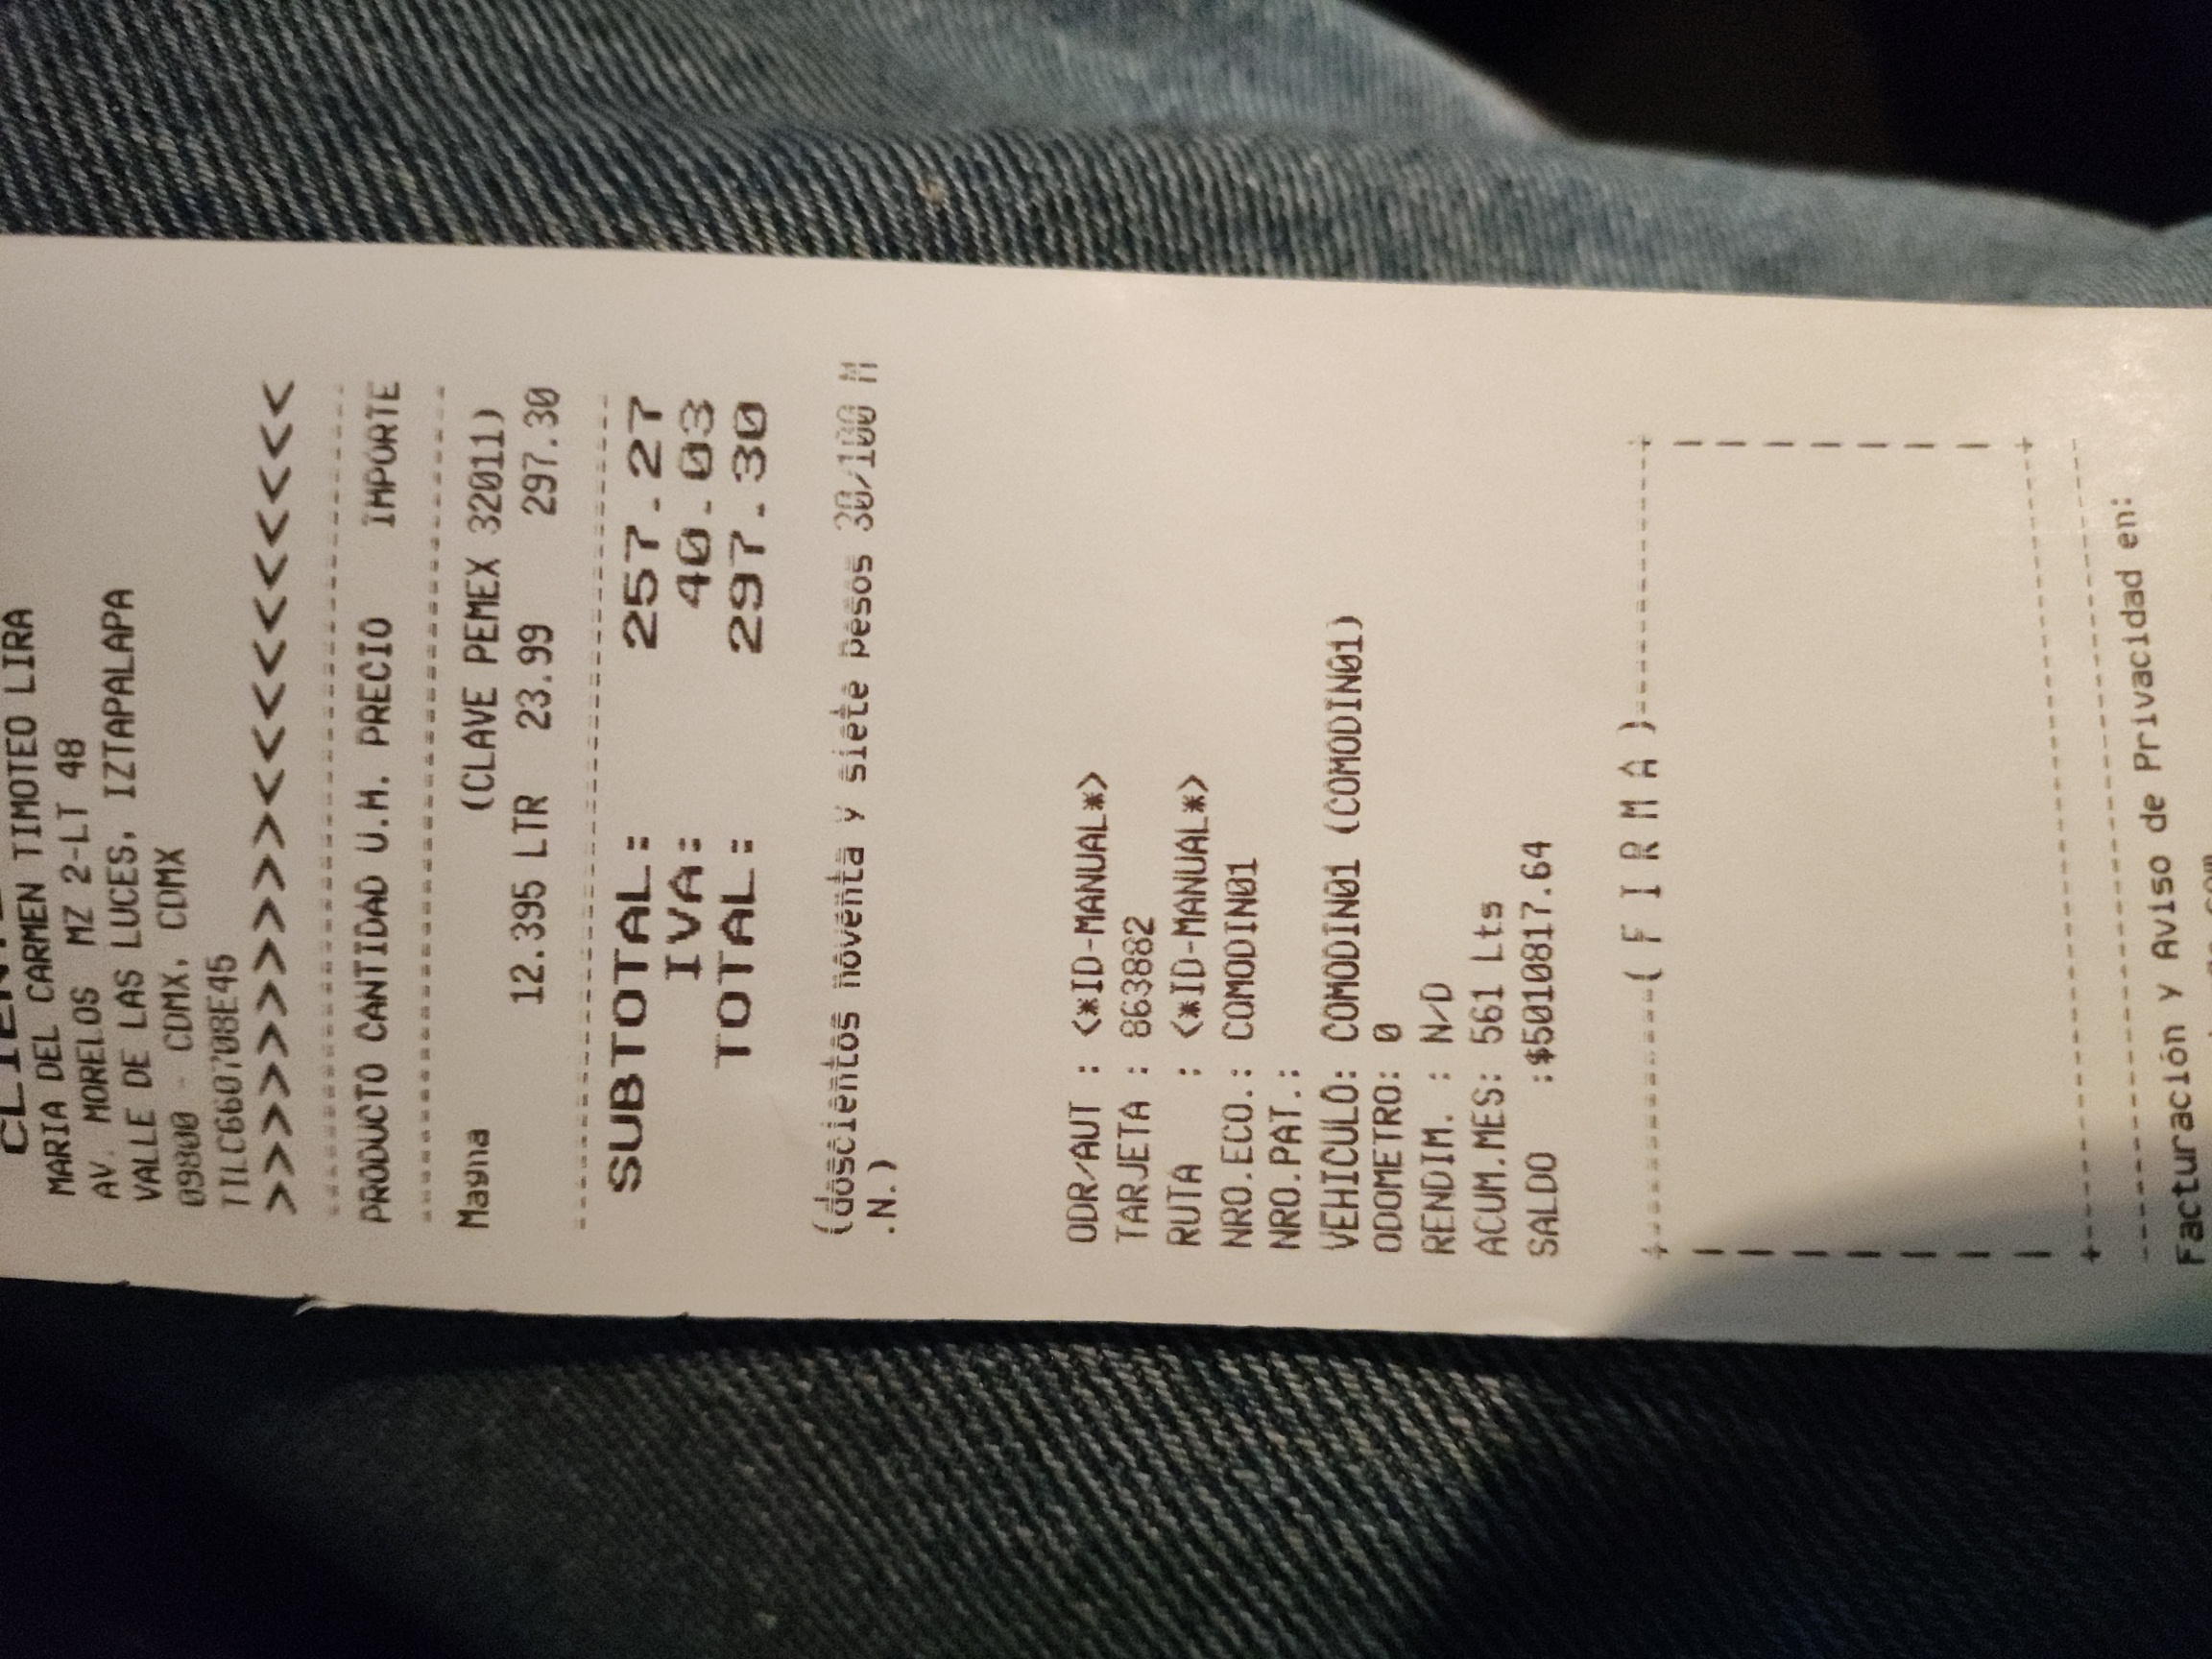 CLIENTE
MARIA DEL CARMEN TIMOTEO LIRA
AV. MORELOS MZ 2-LT 48
VALLE DE LAS LUCES, IZTAPALAPA
09800 - CDMX, CDMX
TILC660708E45
>>>>>>>>>><<<<<<<<<<
PRODUCTO CANTIDAD U.M. PRECIO IMPORTE
Magna (CLAVE PEMEX 32011)
12.395 LTR 23.99 297.30
SUBTOTAL: 257.27
IVA: 40.03
TOTAL: 297.30
(doscientos noventa y siete pesos 30/100 M
.N.)
ODR/AUT : <*ID-MANUAL*>
TARJETA : 863882
RUTA : <*ID-MANUAL*>
NRO.ECO.: COMODIN01
NRO.PAT.:
VEHICULO: COMODIN01 (COMODIN01)
ODOMETRO: 0
RENDIM. : N/D
ACUM.MES: 561 Lts
SALDO :$5010817.64
( F I R M A )
Facturación y Aviso de Privacidad en: